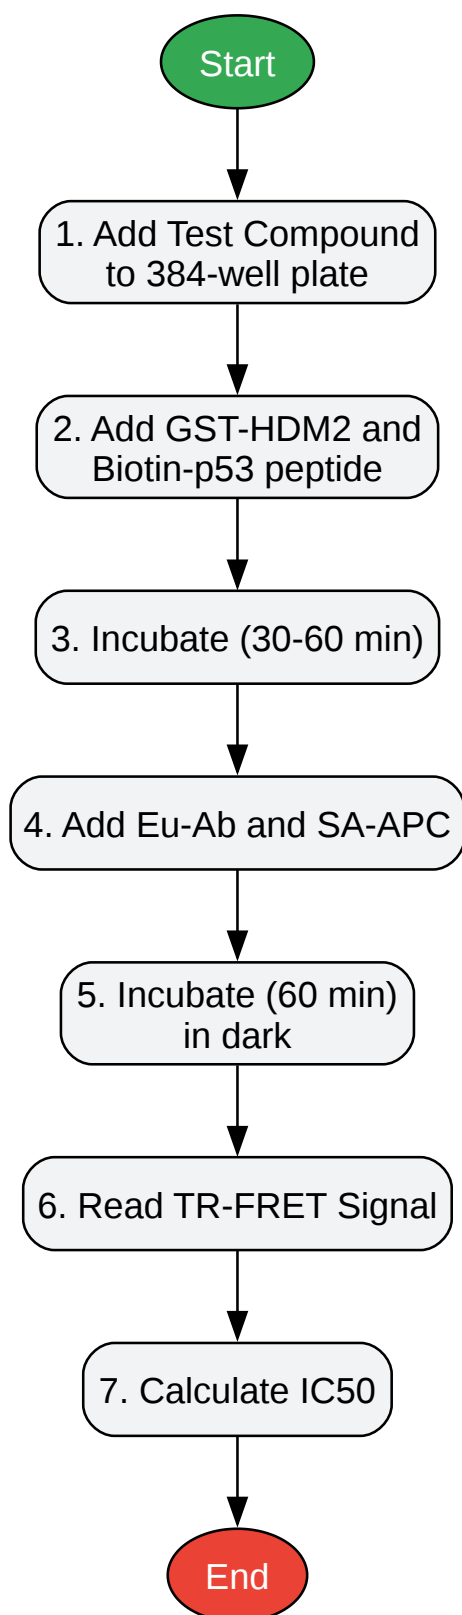 Start
1. Add Test Compound
to 384-well plate
2. Add GST-HDM2 and
Biotin-p53 peptide
3. Incubate (30-60 min)
4. Add Eu-Ab and SA-APC
5. Incubate (60 min)
in dark
6. Read TR-FRET Signal
7. Calculate IC50
End